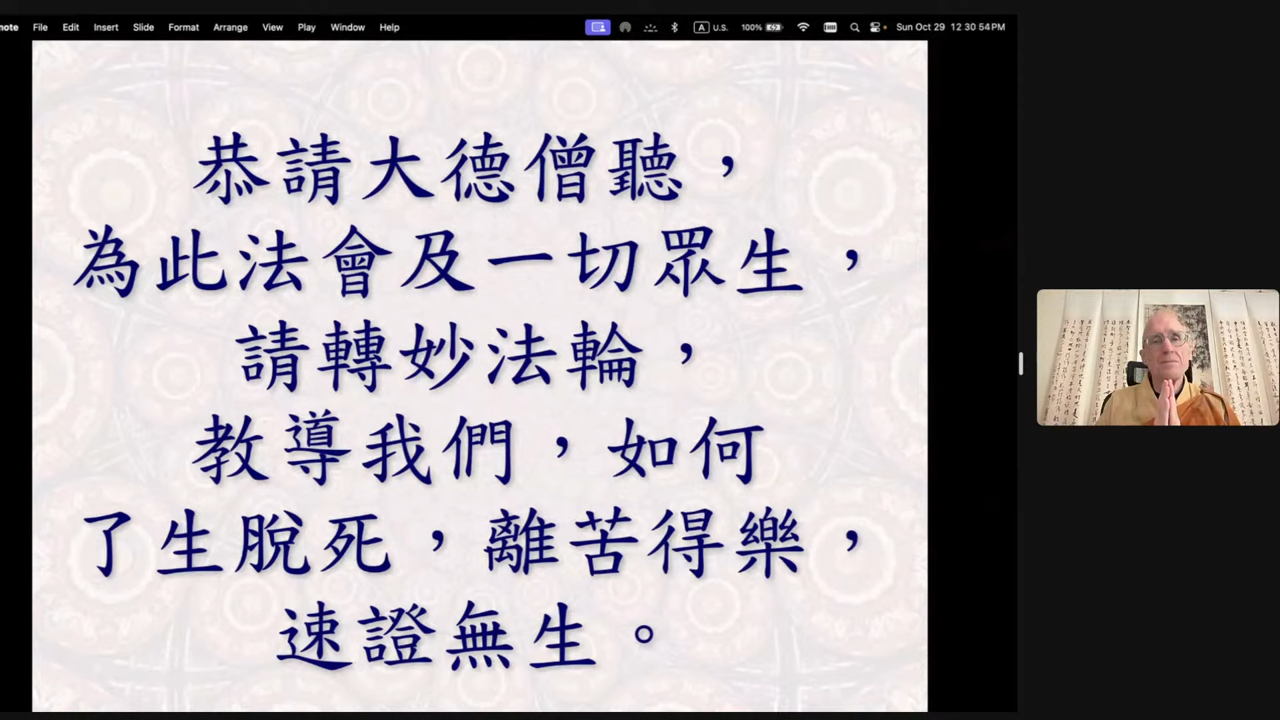 note File Edit Insert Slide Format Arrange View Play Window Help A U.S. 100% Sun Oct 29 12 30 54 PM
恭請大德僧聽，
為此法會及一切眾生，
請轉妙法輪，
教導我們，如何
了生脫死，離苦得樂，
速證無生。